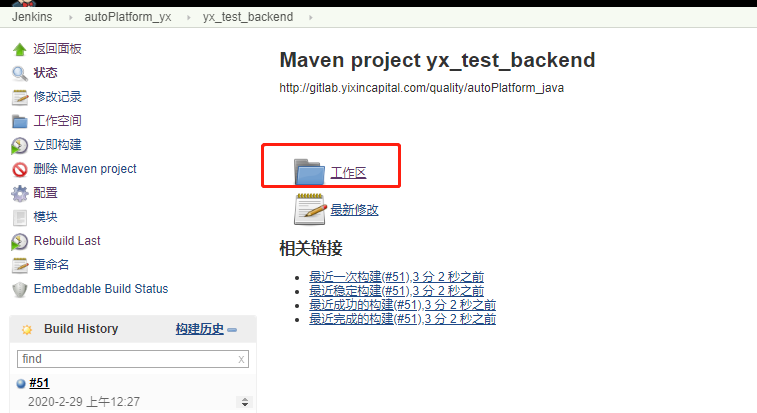 Jenkins autoPlatform_yx yx_test_backend
返回面板
状态
修改记录
工作空间
立即构建
删除 Maven project
配置
模块
Rebuild Last
重命名
Embeddable Build Status
Build History 构建历史
find x
#51
2020-2-29 上午12:27
Maven project yx_test_backend
http://gitlab.yixincapital.com/quality/autoPlatform_java
工作区
最新修改
相关链接
最近一次构建(#51),3 分 2 秒之前
最近稳定构建(#51),3 分 2 秒之前
最近成功的构建(#51),3 分 2 秒之前
最近完成的构建(#51),3 分 2 秒之前